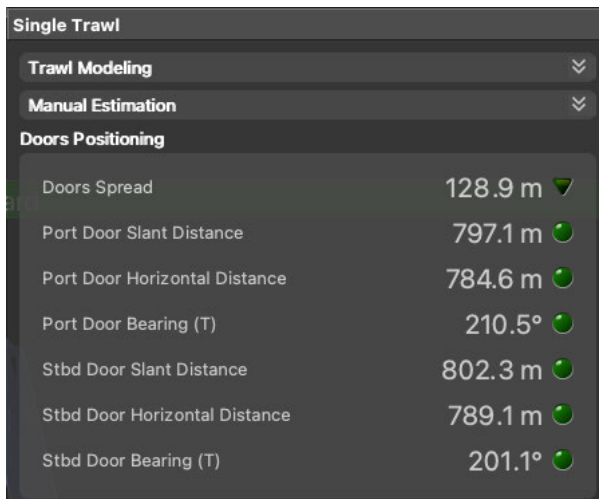 Single Trawl
Trawl Modeling
Manual Estimation
Doors Positioning
Doors Spread 128.9 m
Port Door Slant Distance 797.1 m
Port Door Horizontal Distance 784.6 m
Port Door Bearing (T) 210.5°
Stbd Door Slant Distance 802.3 m
Stbd Door Horizontal Distance 789.1 m
Stbd Door Bearing (T) 201.1°